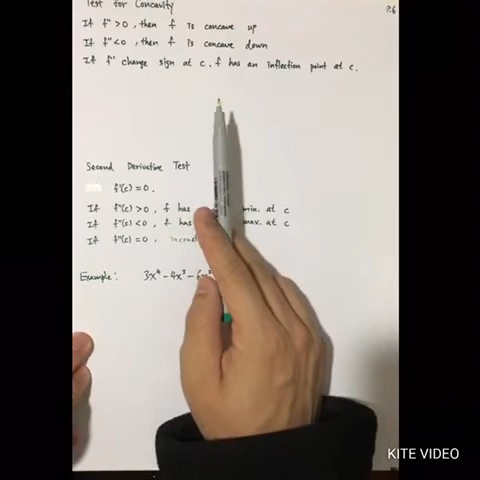 Test for Concavity
P.6
If f" > 0, then f is concave up
If f" < 0, then f is concave down
If f" change sign at c, f has an inflection point at c.
Second Derivative Test
f'(c) = 0.
If f"(c) > 0, f has min. at c
If f"(c) < 0, f has max. at c
If f"(c) = 0,
Example: 3x⁴ - 4x³ -
KITE VIDEO